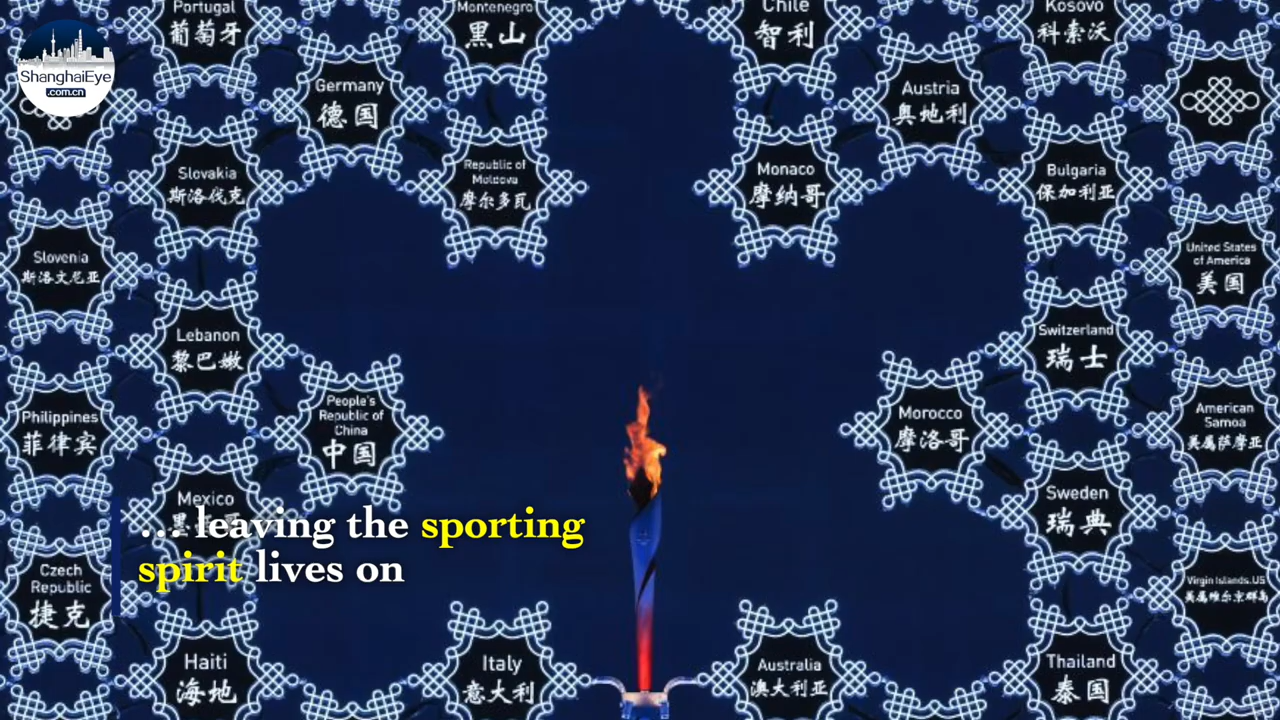 Portugal
葡萄牙
Montenegro
黑山
Chile
智利
Kosovo
科索沃
ShanghaiEye
.com.cn
Germany
德国
Austria
奥地利
Slovakia
斯洛伐克
Republic of
Moldova
摩尔多瓦
Monaco
摩纳哥
Bulgaria
保加利亚
Slovenia
斯洛文尼亚
United States
of America
美国
Lebanon
黎巴嫩
Switzerland
瑞士
Philippines
菲律宾
People's
Republic of
China
中国
Morocco
摩洛哥
American
Samoa
美属萨摩亚
Mexico
Sweden
瑞典
... leaving the sporting
spirit lives on
Czech
Republic
捷克
Virgin Islands, US
美属维尔京群岛
Haiti
海地
Italy
意大利
Australia
澳大利亚
Thailand
泰国